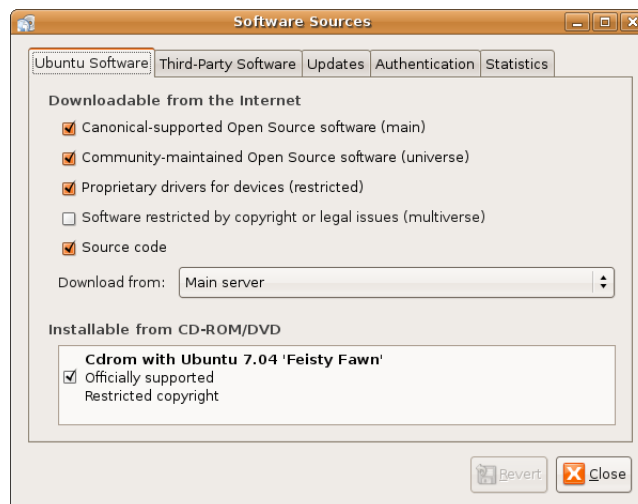 Software Sources
Ubuntu Software
Third-Party Software
Updates
Authentication
Statistics
Downloadable from the Internet
Canonical-supported Open Source software (main)
Community-maintained Open Source software (universe)
Proprietary drivers for devices (restricted)
Software restricted by copyright or legal issues (multiverse)
Source code
Download from: Main server
Installable from CD-ROM/DVD
Cdrom with Ubuntu 7.04 'Feisty Fawn'
Officially supported
Restricted copyright
Revert
Close